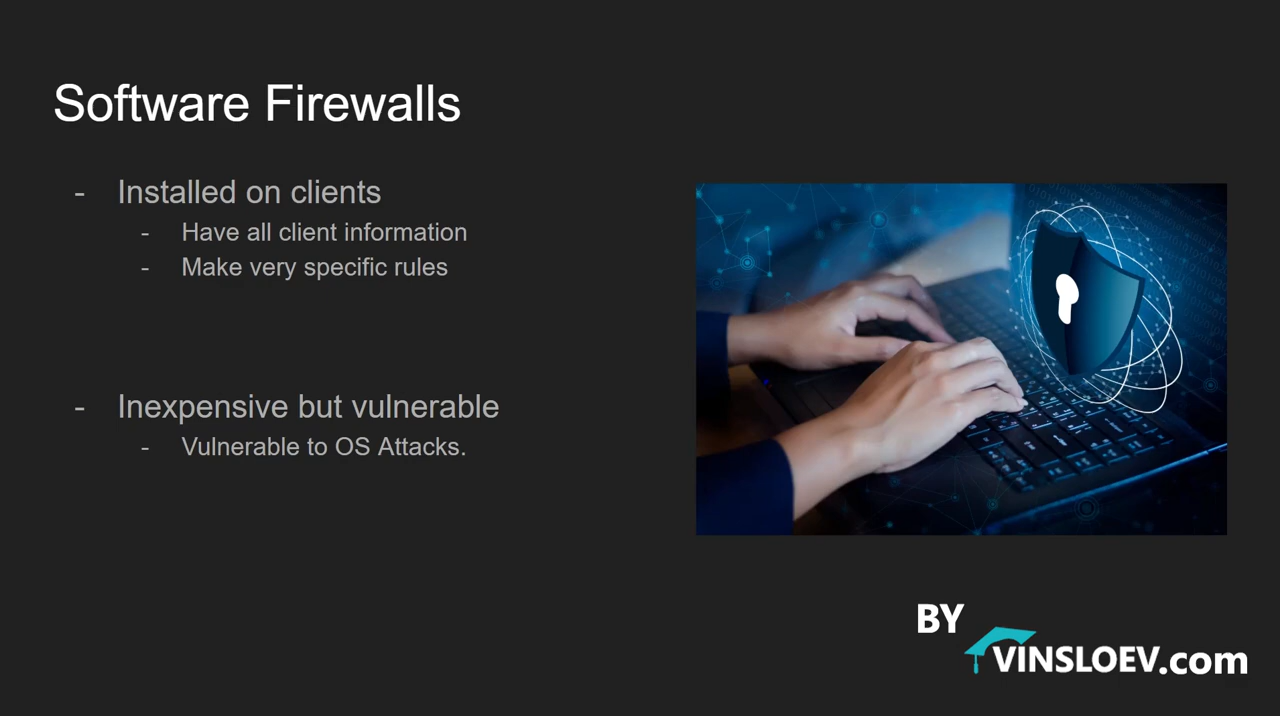 Software Firewalls
- Installed on clients
- Have all client information
- Make very specific rules
- Inexpensive but vulnerable
- Vulnerable to OS Attacks.
BY
VINSLOEV.com